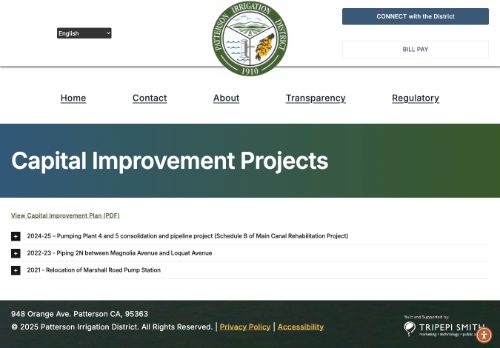 English
PATTERSON IRRIGATION DISTRICT
1910
CONNECT with the District
BILL PAY
Home
Contact
About
Transparency
Regulatory
Capital Improvement Projects
View Capital Improvement Plan (PDF)
2024-25 – Pumping Plant 4 and 5 consolidation and pipeline project (Schedule B of Main Canal Rehabilitation Project)
2022-23 - Piping 2N between Magnolia Avenue and Loquat Avenue
2021 - Relocation of Marshall Road Pump Station
948 Orange Ave. Patterson CA, 95363
© 2025 Patterson Irrigation District. All Rights Reserved. | Privacy Policy | Accessibility
Built and Supported by
TRIPEPI SMITH
marketing • technology • public